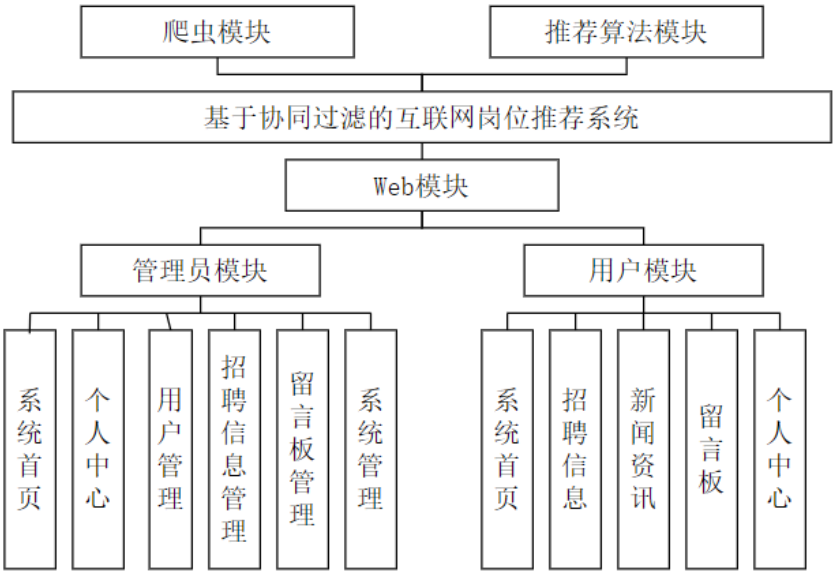 爬虫模块
推荐算法模块
基于协同过滤的互联网岗位推荐系统
Web模块
管理员模块
用户模块
系统首页
个人中心
用户管理
招聘信息管理
留言板管理
系统管理
系统首页
招聘信息
新闻资讯
留言板
个人中心